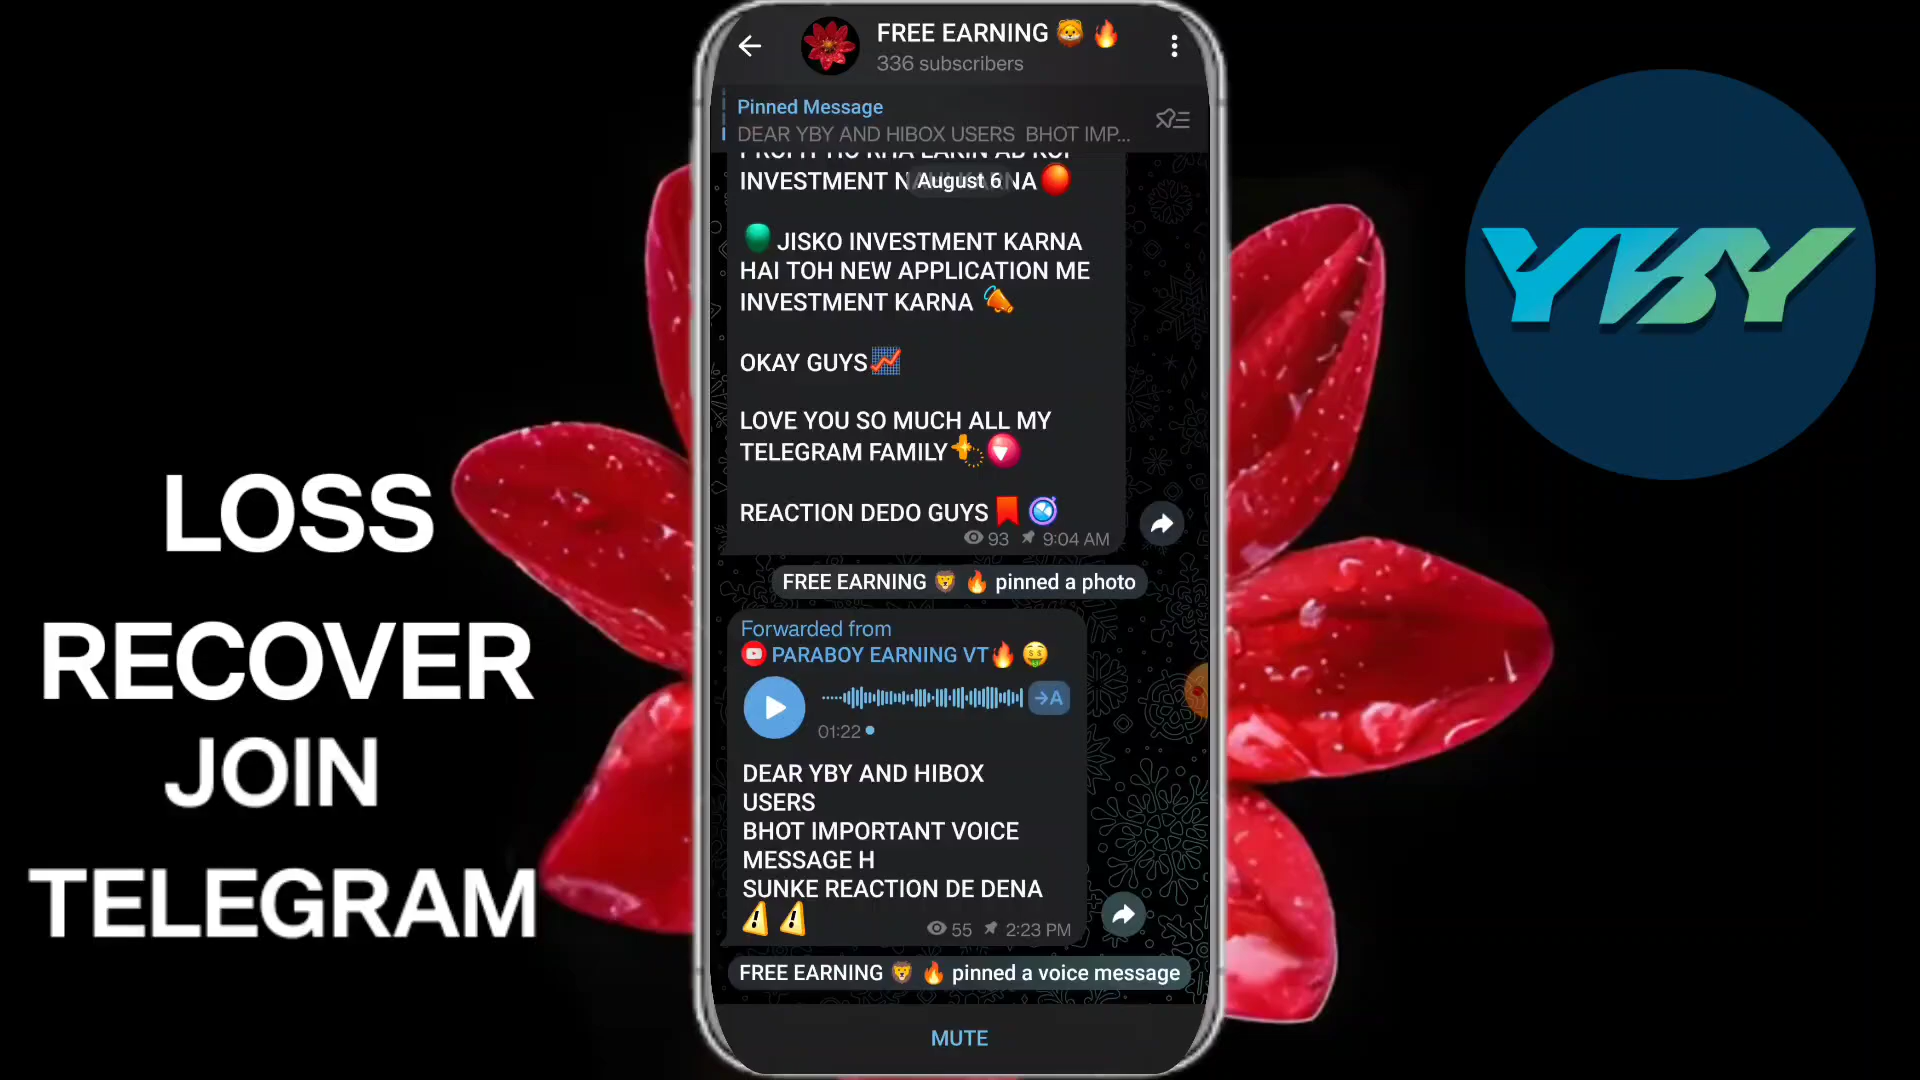 FREE EARNING 🦁 🔥
336 subscribers
Pinned Message
DEAR YBY AND HIBOX USERS BHOT IMP...
INVESTMENT
August 6
NA🔴
JISKO INVESTMENT KARNA
HAI TOH NEW APPLICATION ME
INVESTMENT KARNA 📣
OKAY GUYS📈
LOVE YOU SO MUCH ALL MY
TELEGRAM FAMILY
REACTION DEDO GUYS
93 9:04 AM
FREE EARNING 🦁 🔥 pinned a photo
Forwarded from
PARABOY EARNING VT🔥 🤑
01:22
→A
DEAR YBY AND HIBOX
USERS
BHOT IMPORTANT VOICE
MESSAGE H
SUNKE REACTION DE DENA
⚠️ ⚠️
55 2:23 PM
FREE EARNING 🦁 🔥 pinned a voice message
MUTE
LOSS
RECOVER
JOIN
TELEGRAM
YBY